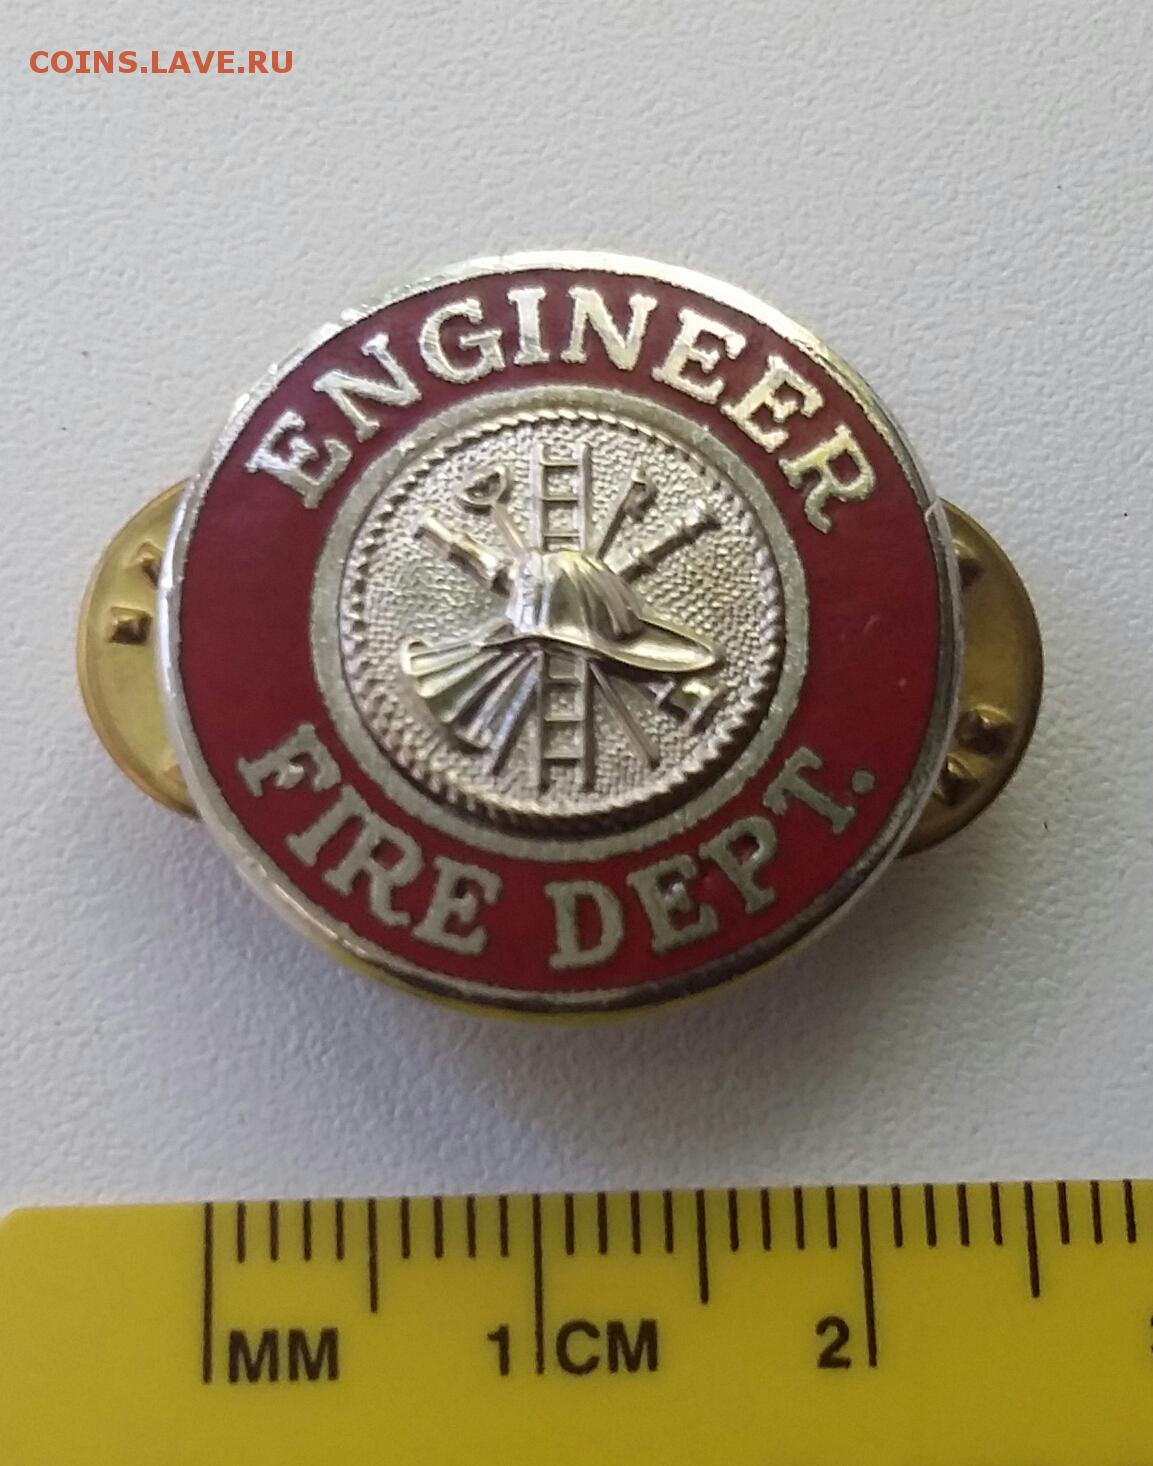 COINS.LAVE.RU
ENGINEER
FIRE DEPT.
MM 1 CM 2